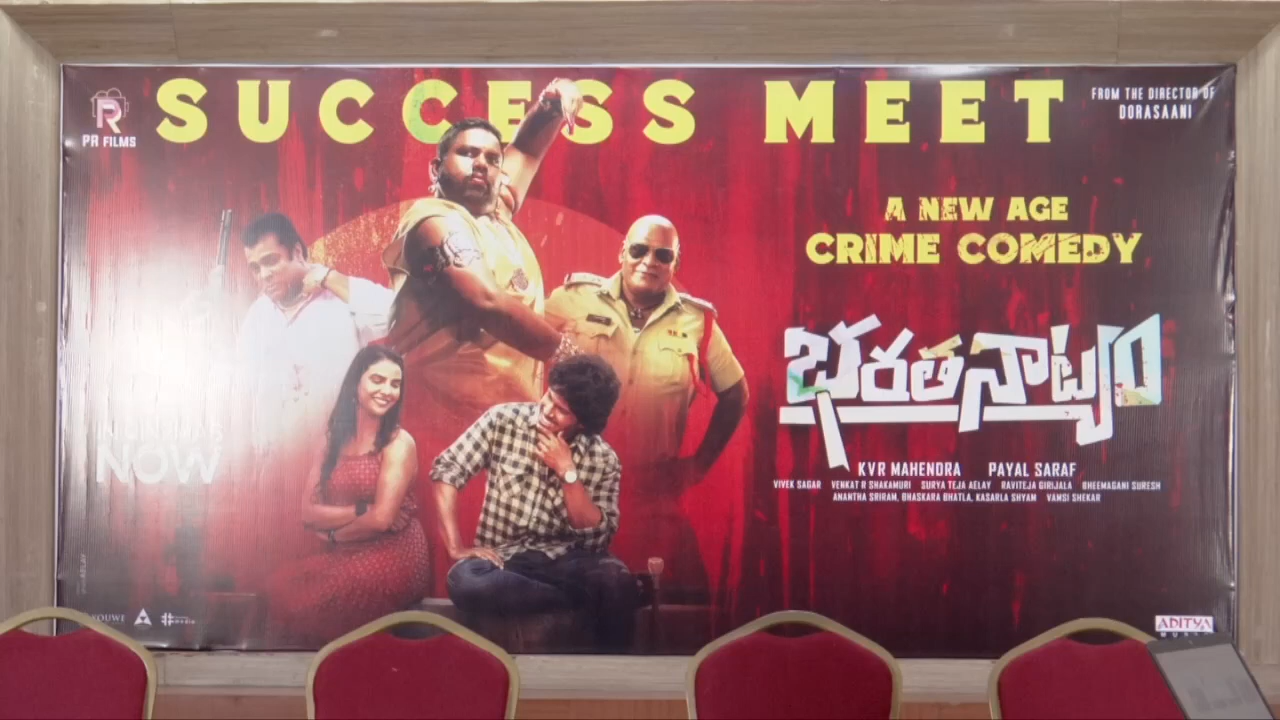 SUCCESS MEET
PR FILMS
FROM THE DIRECTOR OF
DORASAANI
A NEW AGE
CRIME COMEDY
భరతనాట్యం
KVR MAHENDRA PAYAL SARAF
VIVEK SAGAR VENKAT R SHAKAMURI SURYA TEJA AELAY RAVITEJA GIRIJALA BHEEMAGANI SURESH
ANANTHA SRIRAM, BHASKARA BHATLA, KASARLA SHYAM VAMSI SHEKAR
NOW
ADITYA
MUSIC